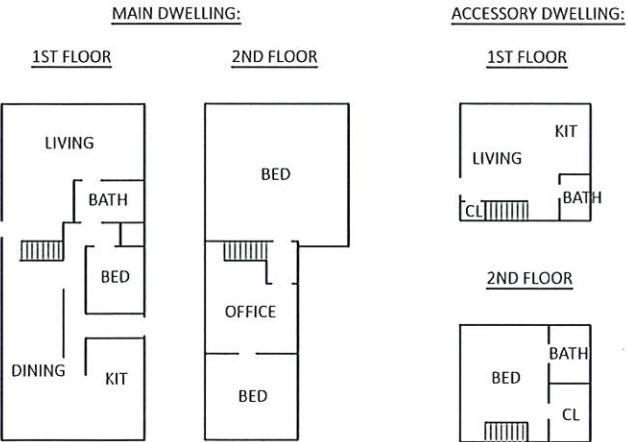 MAIN DWELLING:
1ST FLOOR
LIVING
BATH
BED
DINING
KIT
2ND FLOOR
BED
OFFICE
BED
ACCESSORY DWELLING:
1ST FLOOR
KIT
LIVING
CL
BATH
2ND FLOOR
BATH
BED
CL